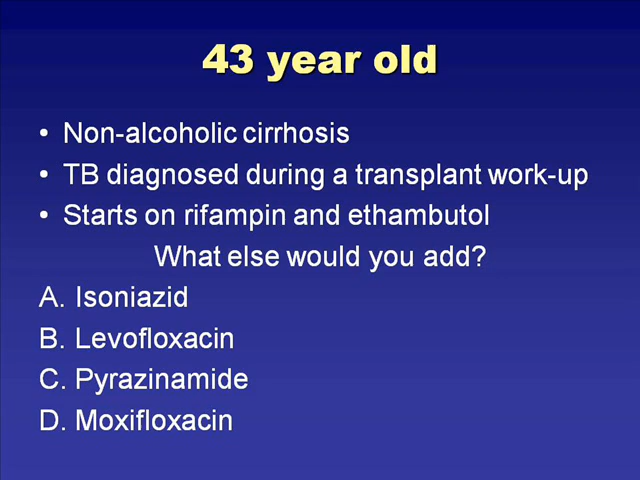 43 year old
• Non-alcoholic cirrhosis
• TB diagnosed during a transplant work-up
• Starts on rifampin and ethambutol
What else would you add?
A. Isoniazid
B. Levofloxacin
C. Pyrazinamide
D. Moxifloxacin